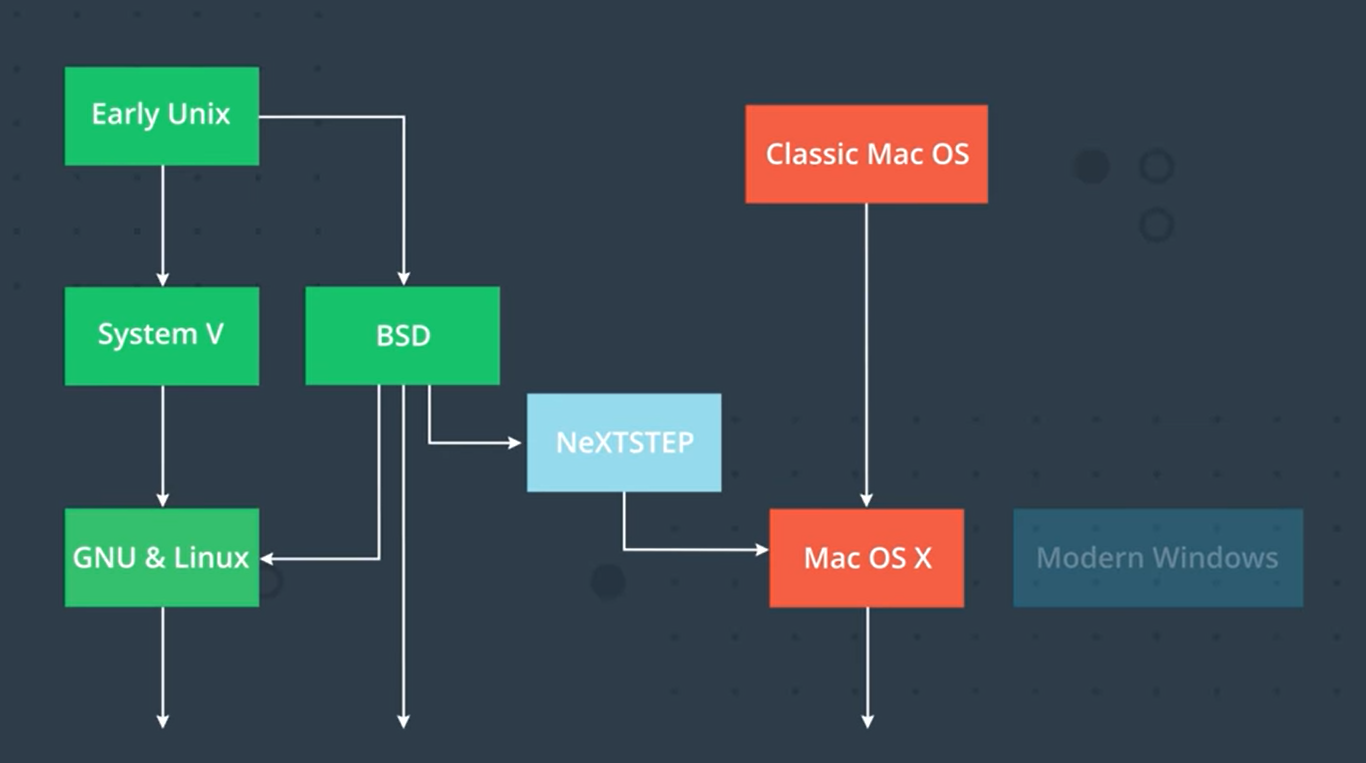 Early Unix
Classic Mac OS
System V
BSD
NeXTSTEP
GNU & Linux
Mac OS X
Modern Windows